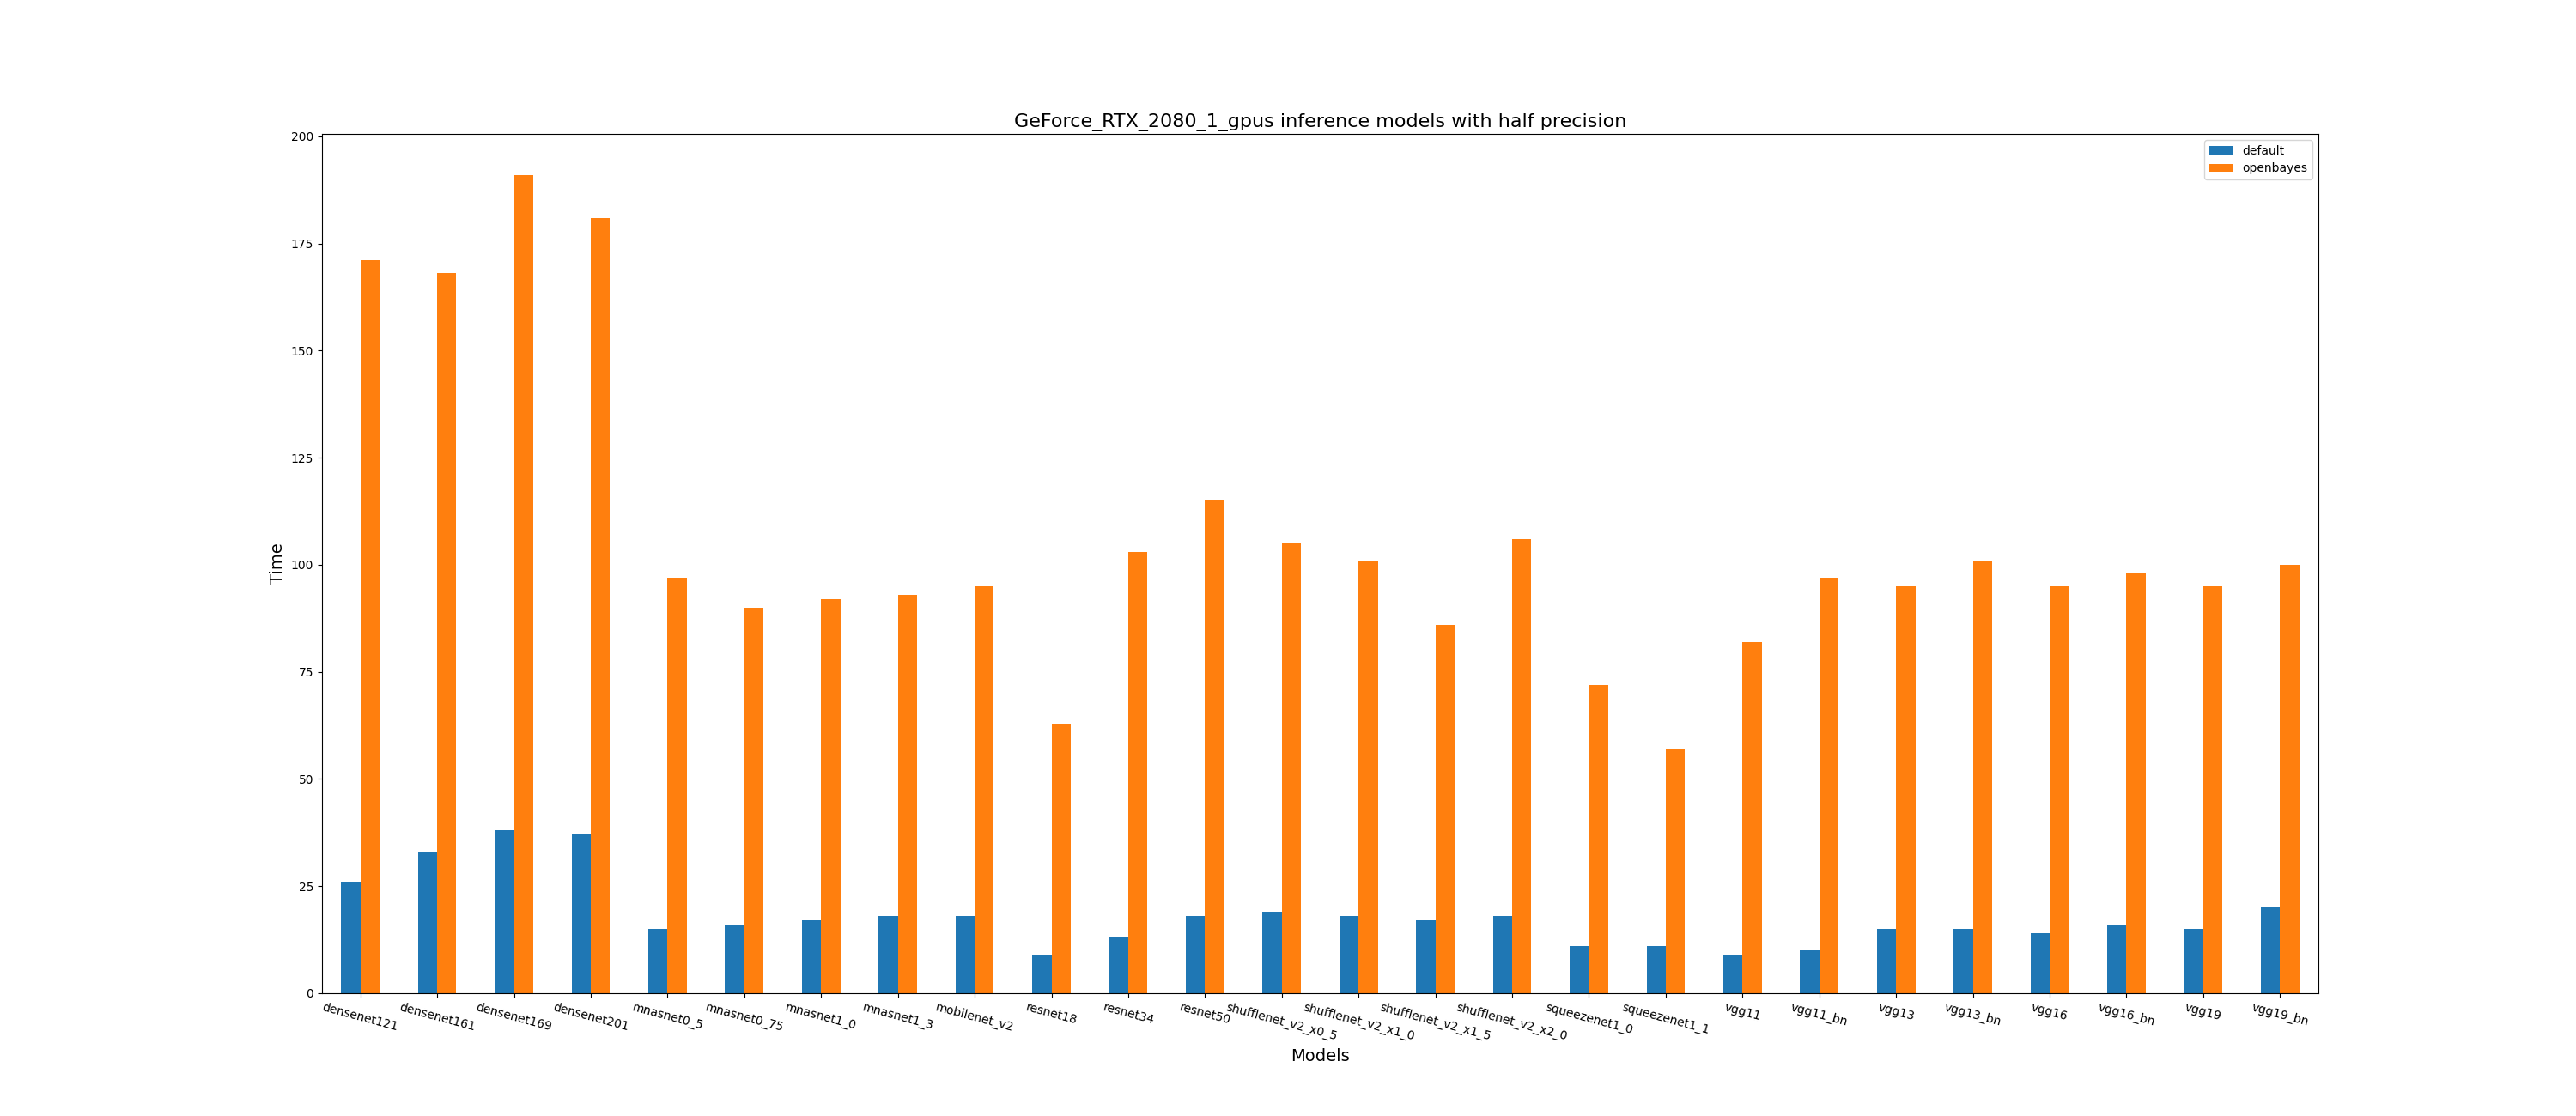 GeForce_RTX_2080_1_gpus inference models with half precision
default
openbayes
200
175
150
125
100
75
50
25
0
Time
densenet121 densenet161 densenet169 densenet201 mnasnet0_5 mnasnet0_75 mnasnet1_0 mnasnet1_3 mobilenet_v2 resnet18 resnet34 resnet50 shufflenet_v2_x0_5 shufflenet_v2_x1_0 shufflenet_v2_x1_5 shufflenet_v2_x2_0 squeezenet1_0 squeezenet1_1 vgg11 vgg11_bn vgg13 vgg13_bn vgg16 vgg16_bn vgg19 vgg19_bn
Models